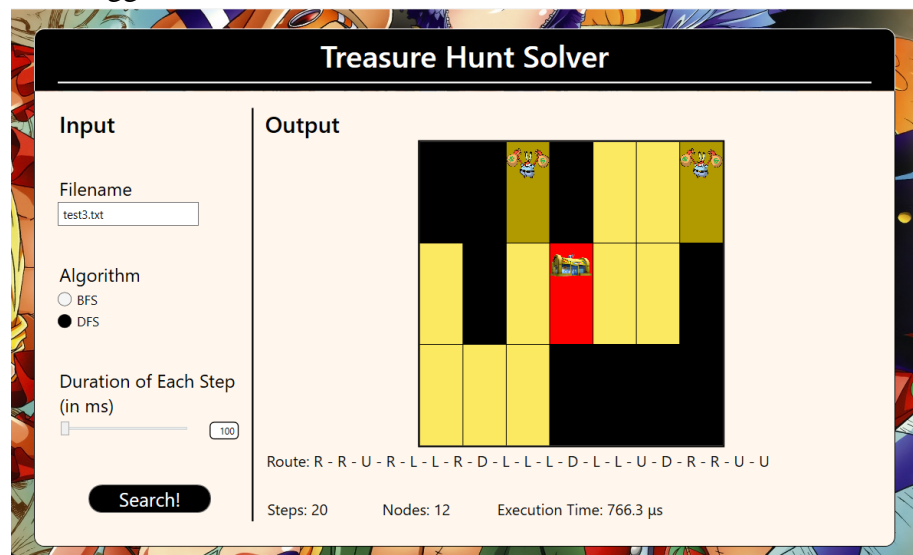 Treasure Hunt Solver
Input
Output
Filename
test3.txt
Algorithm
BFS
DFS
Duration of Each Step
(in ms)
100
Search!
Route: R - R - U - R - L - L - R - D - L - L - L - D - L - L - U - D - R - R - U - U
Steps: 20 Nodes: 12 Execution Time: 766.3 µs